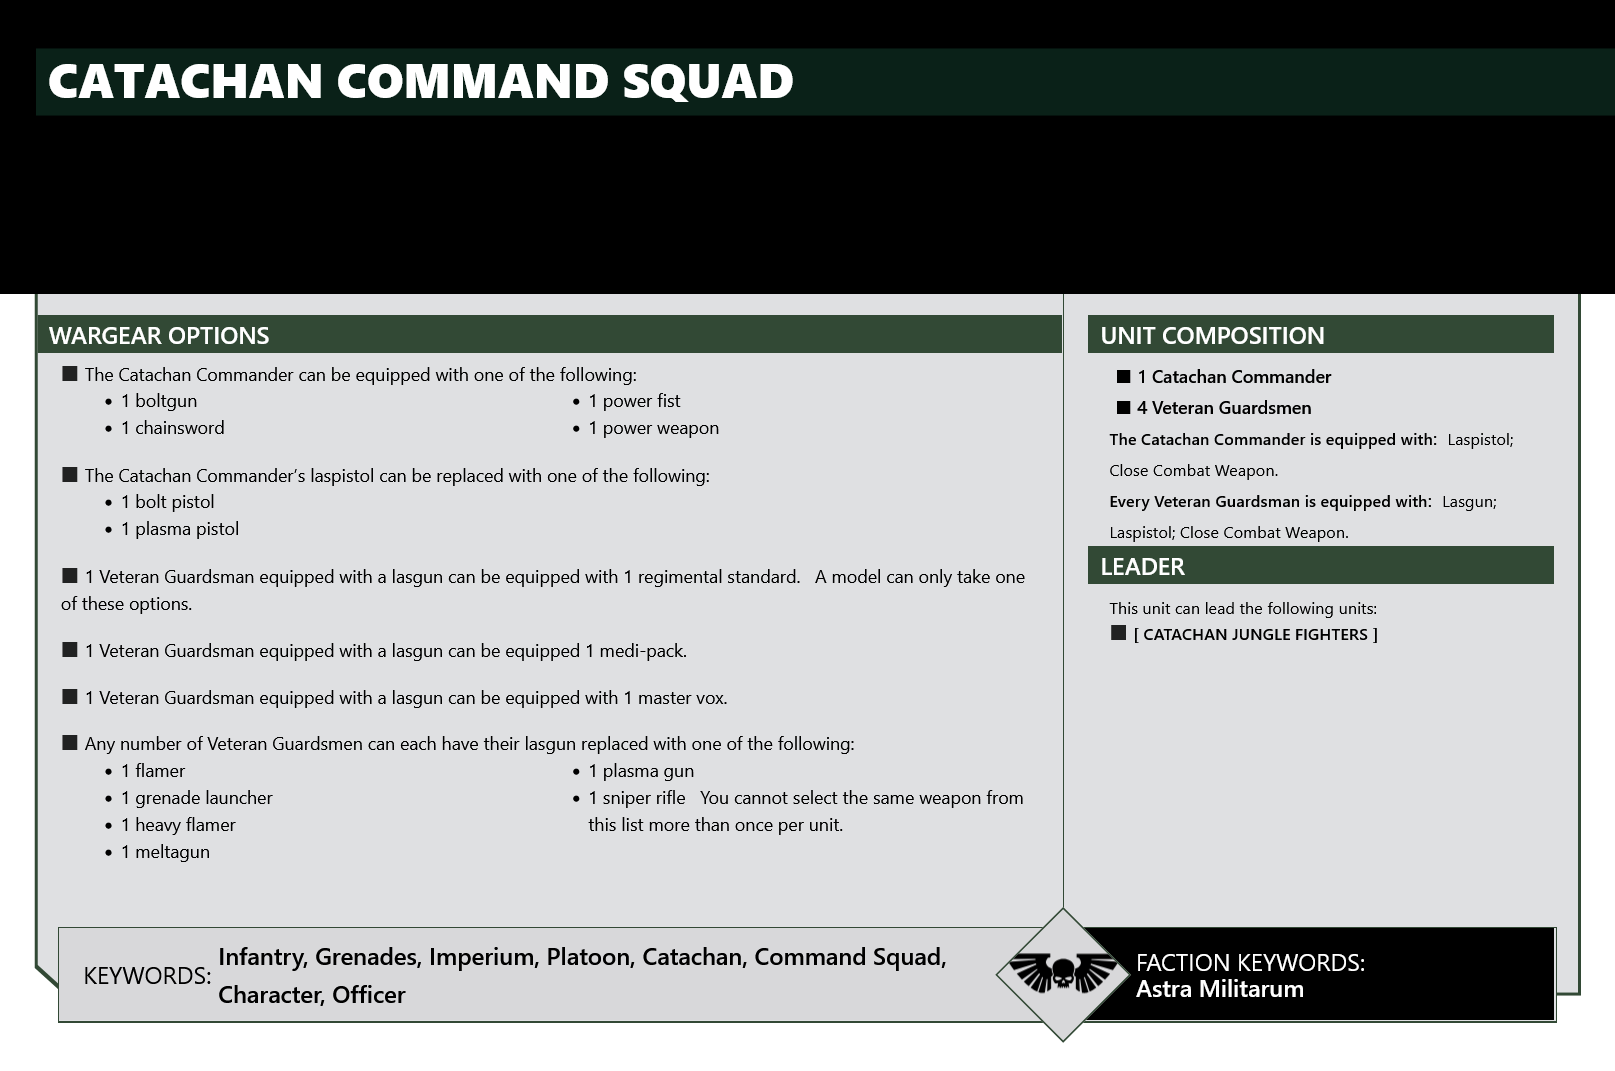 CATACHAN COMMAND SQUAD
WARGEAR OPTIONS
■ The Catachan Commander can be equipped with one of the following:
• 1 boltgun
• 1 chainsword
• 1 power fist
• 1 power weapon
■ The Catachan Commander's laspistol can be replaced with one of the following:
• 1 bolt pistol
• 1 plasma pistol
■ 1 Veteran Guardsman equipped with a lasgun can be equipped with 1 regimental standard. A model can only take one
of these options.
■ 1 Veteran Guardsman equipped with a lasgun can be equipped 1 medi-pack.
■ 1 Veteran Guardsman equipped with a lasgun can be equipped with 1 master vox.
■ Any number of Veteran Guardsmen can each have their lasgun replaced with one of the following:
• 1 flamer
• 1 grenade launcher
• 1 heavy flamer
• 1 meltagun
• 1 plasma gun
• 1 sniper rifle You cannot select the same weapon from
this list more than once per unit.
UNIT COMPOSITION
■ 1 Catachan Commander
■ 4 Veteran Guardsmen
The Catachan Commander is equipped with: Laspistol;
Close Combat Weapon.
Every Veteran Guardsman is equipped with: Lasgun;
Laspistol; Close Combat Weapon.
LEADER
This unit can lead the following units:
■ [ CATACHAN JUNGLE FIGHTERS ]
KEYWORDS:
Infantry, Grenades, Imperium, Platoon, Catachan, Command Squad,
Character, Officer
FACTION KEYWORDS:
Astra Militarum